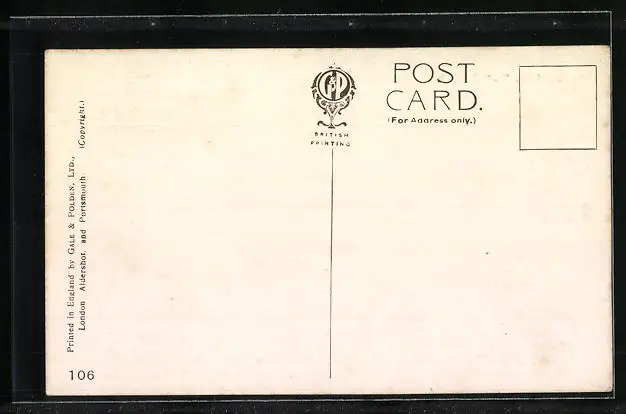 POST
CARD.
(For Address only.)
G&P
BRITISH
PRINTING
Printed in England by GALE & POLDEN, LTD.,
London Aldershot, and Portsmouth (Copyright.)
106